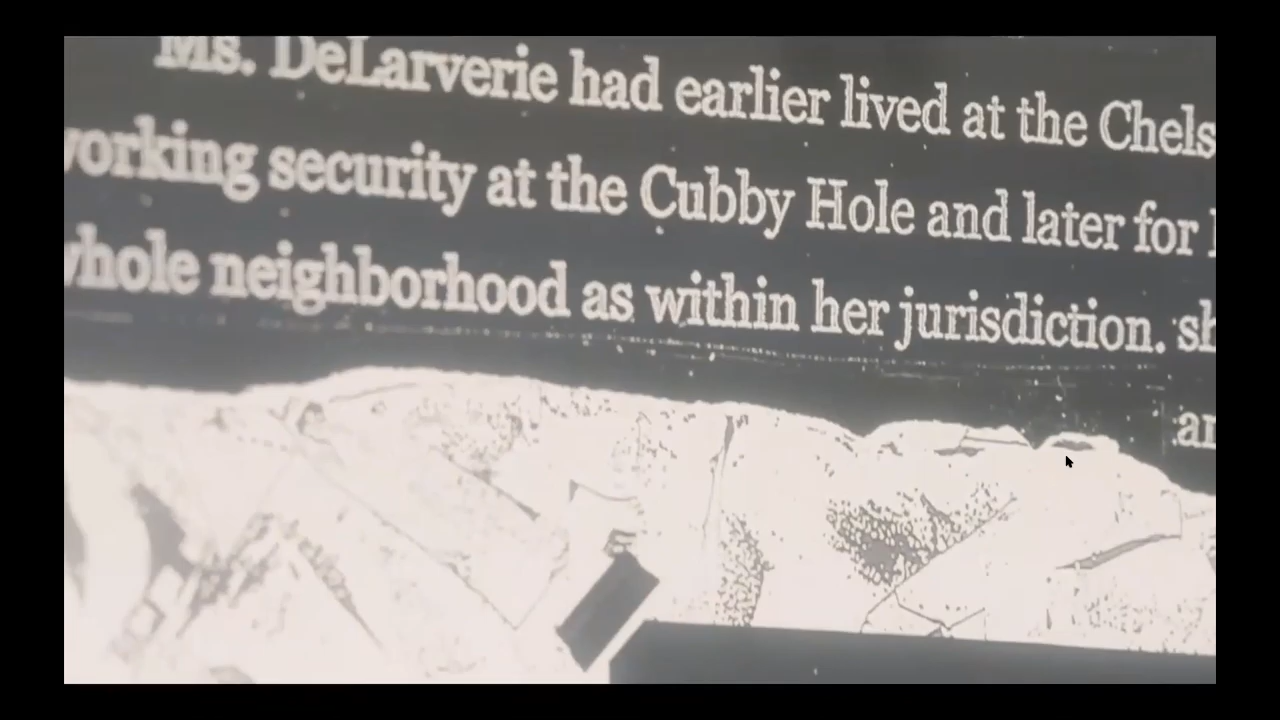 Ms. DeLarverie had earlier lived at the Chels
working security at the Cubby Hole and later for
whole neighborhood as within her jurisdiction. sh
ar